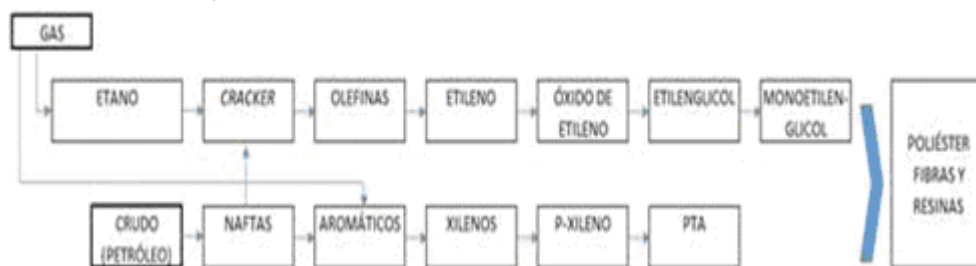 GAS
ETANO
CRACKER
OLEFINAS
ETILENO
ÓXIDO DE
ETILENO
ETILENGLICOL
MONOETILEN-
GLICOL
POLIÉSTER
FIBRAS Y
RESINAS
CRUDO
(PETRÓLEO)
NAFTAS
AROMÁTICOS
XILENOS
P-XILENO
PTA